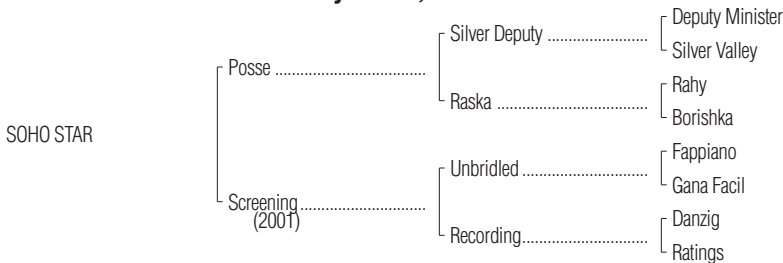 Deputy Minister
Silver Deputy ........................
Silver Valley
Posse ....................................
Rahy
Raska ....................................
Borishka
SOHO STAR
Fappiano
Unbridled ..............................
Gana Facil
Screening ..............................
(2001)
Danzig
Recording..............................
Ratings